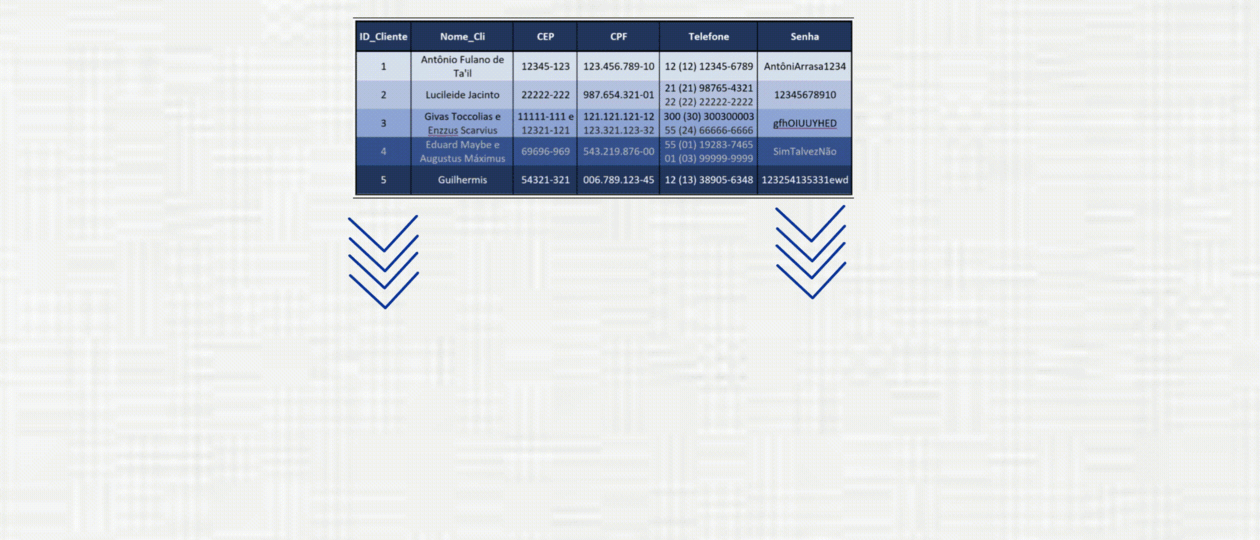 ID_Cliente Nome_Cli CEP CPF Telefone Senha
1 Antônio Fulano de Ta'il 12345-123 123.456.789-10 12 (12) 12345-6789 AntôniArrasa1234
2 Lucileide Jacinto 22222-222 987.654.321-01 21 (21) 98765-4321 22 (22) 22222-2222 12345678910
3 Givas Toccolias e Enzzus Scarvius 11111-111 e 12321-121 121.121.121-12 123.321.123-32 300 (30) 300300003 55 (24) 66666-6666 gfhOIUUYHED
4 Eduard Maybe e Augustus Máximus 69696-969 543.219.876-00 55 (01) 19283-7465 01 (03) 99999-9999 SimTalvezNão
5 Guilhermis 54321-321 006.789.123-45 12 (13) 38905-6348 123254135331ewd